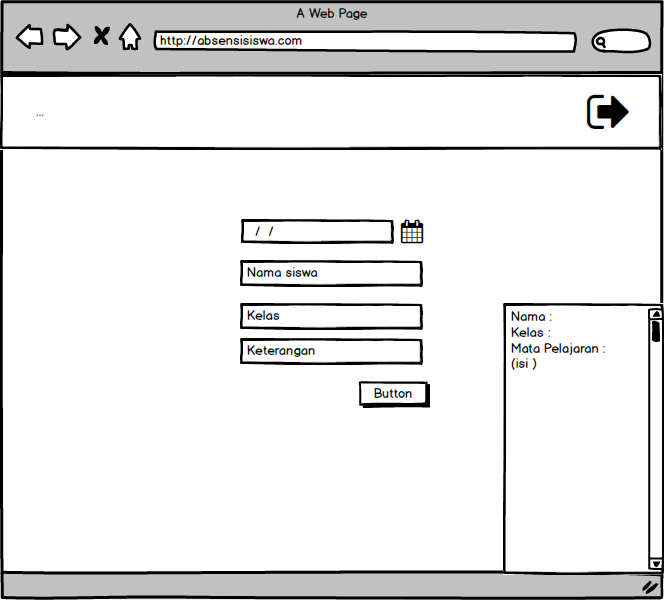 A Web Page
http://absensisiswa.com
...
/ /
Nama siswa
Kelas
Keterangan
Button
Nama :
Kelas :
Mata Pelajaran :
(isi )